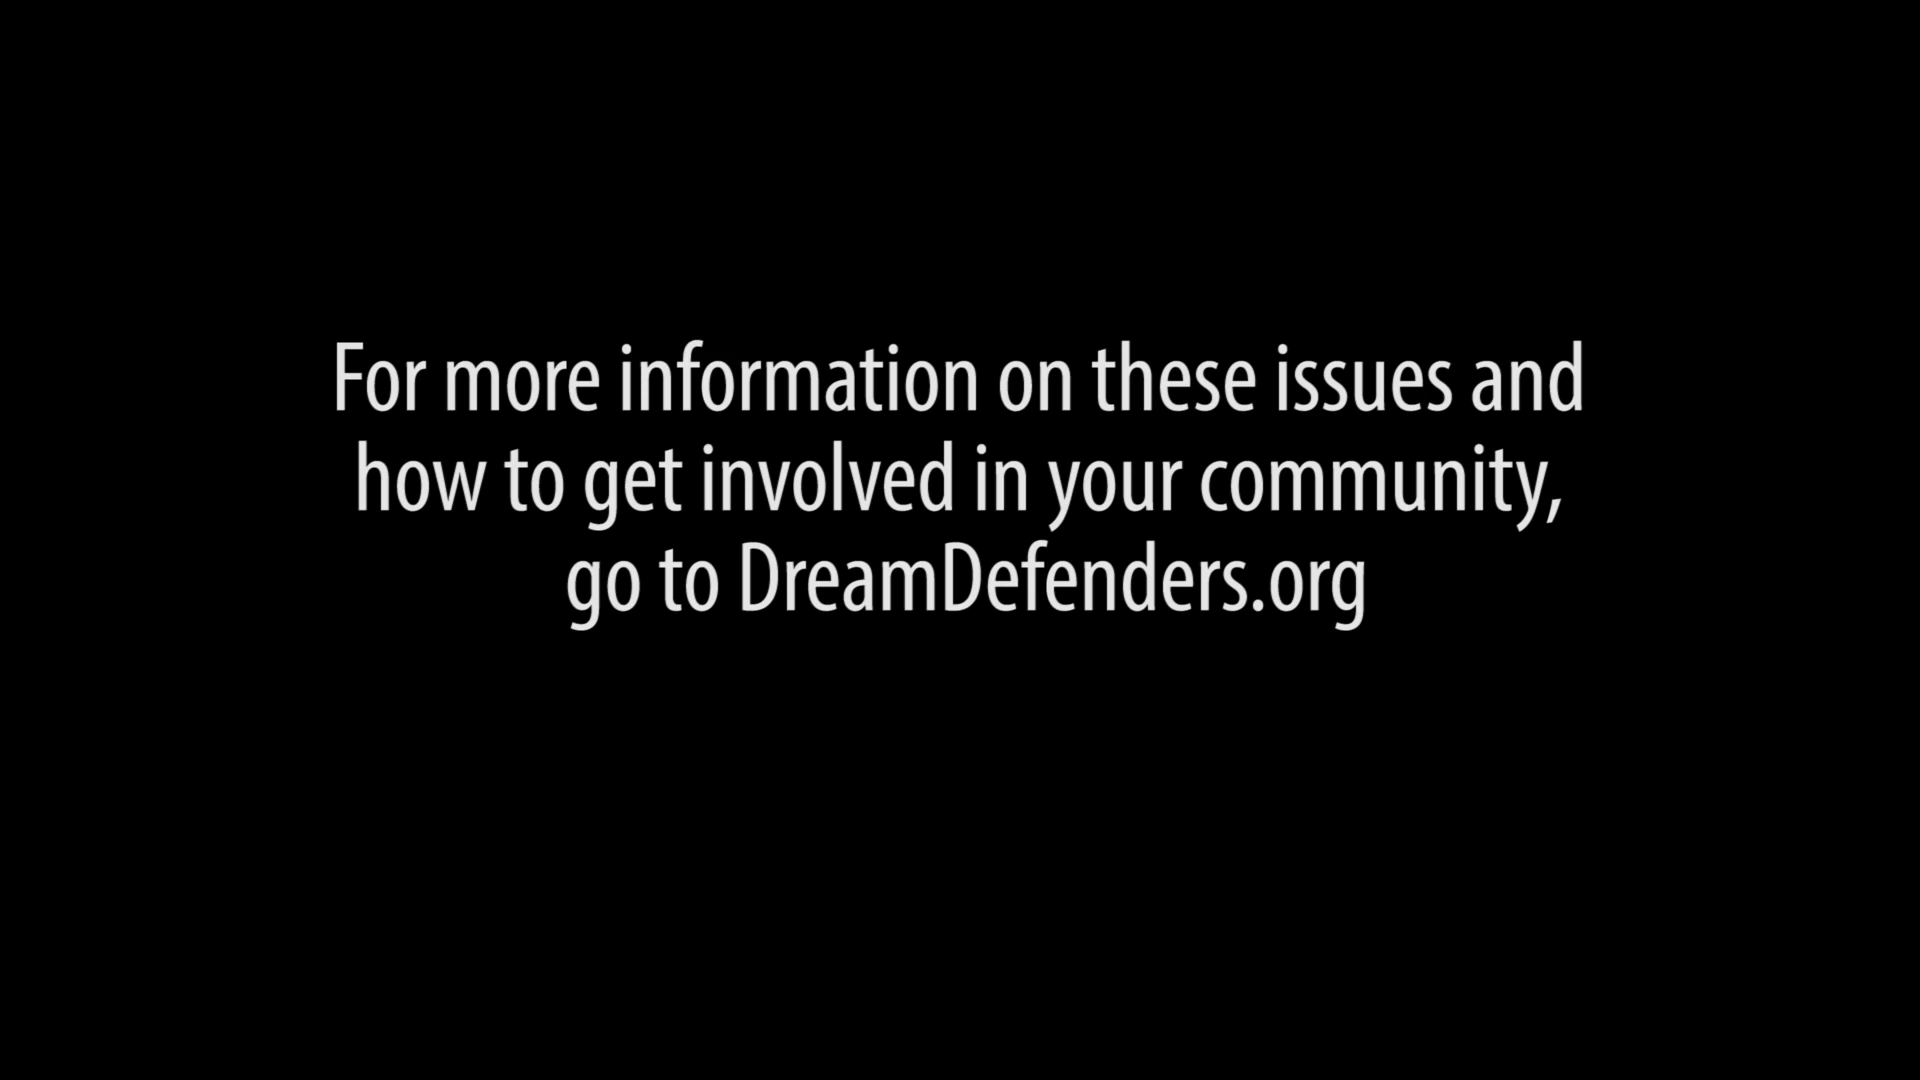 For more information on these issues and
how to get involved in your community,
go to DreamDefenders.org